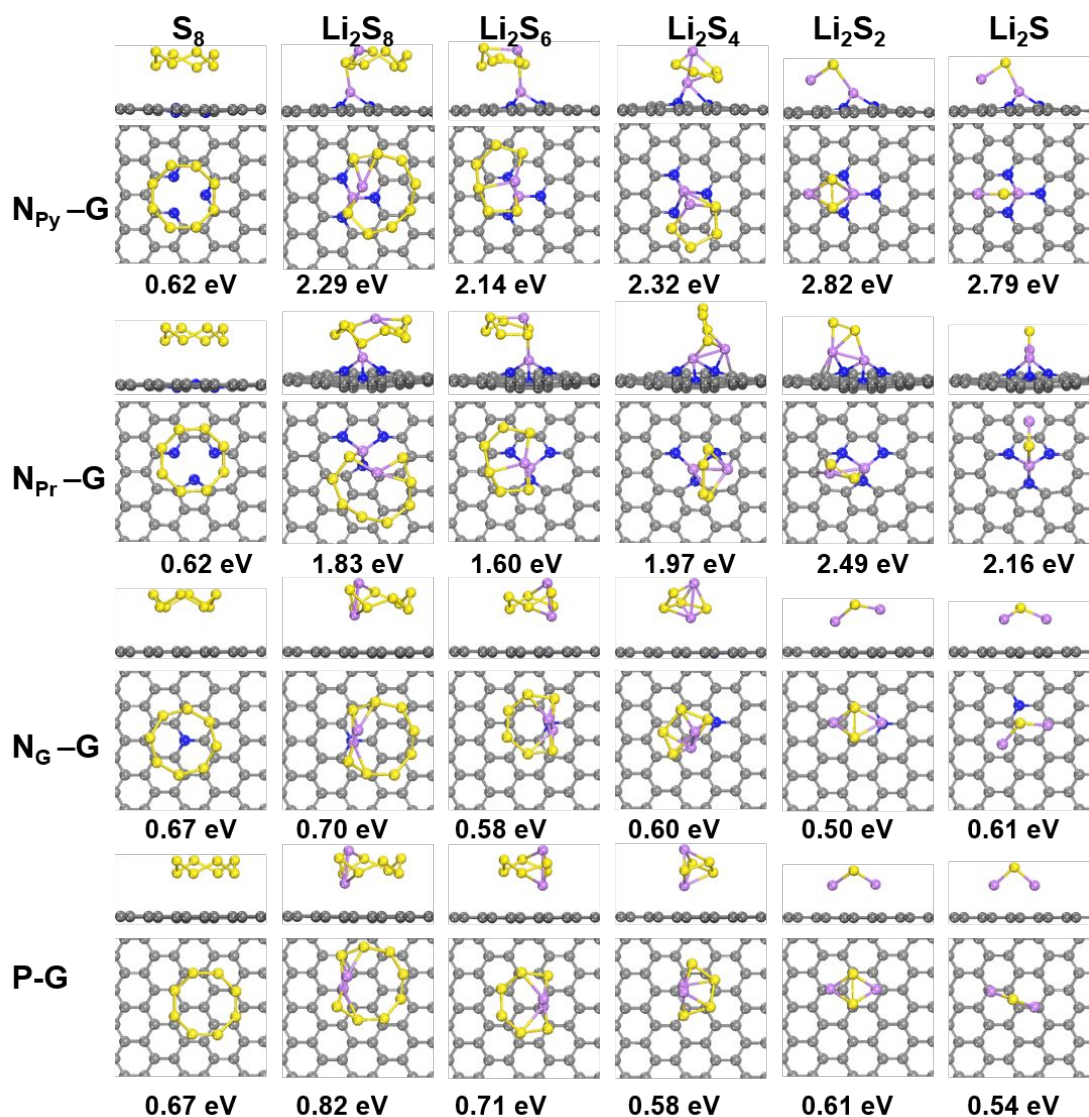 S₈ Li₂S₈ Li₂S₆ Li₂S₄ Li₂S₂ Li₂S
N_Py –G
0.62 eV 2.29 eV 2.14 eV 2.32 eV 2.82 eV 2.79 eV
N_Pr –G
0.62 eV 1.83 eV 1.60 eV 1.97 eV 2.49 eV 2.16 eV
N_G –G
0.67 eV 0.70 eV 0.58 eV 0.60 eV 0.50 eV 0.61 eV
P-G
0.67 eV 0.82 eV 0.71 eV 0.58 eV 0.61 eV 0.54 eV